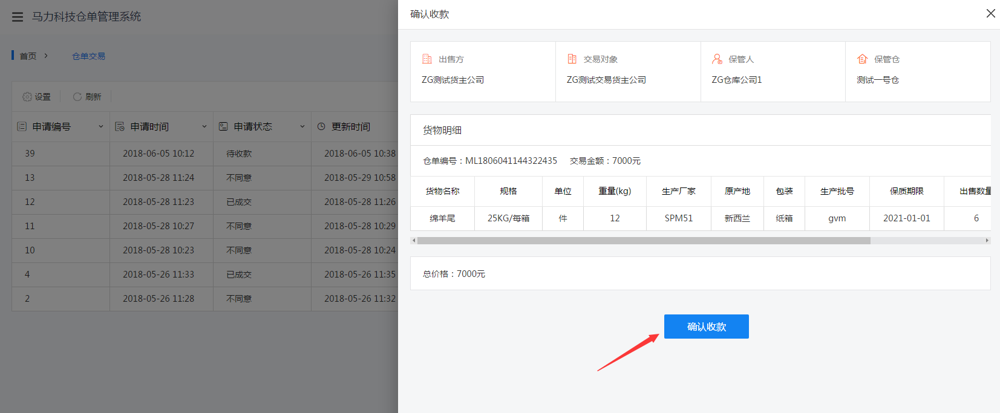 马力科技仓单管理系统
首页 > 仓单交易
设置 刷新
申请编号 申请时间 申请状态 更新时间
39 2018-06-05 10:12 待收款 2018-06-05 10:38
13 2018-05-28 11:24 不同意 2018-05-29 10:58
12 2018-05-28 11:23 已成交 2018-05-28 11:26
11 2018-05-28 10:27 不同意 2018-05-28 10:29
10 2018-05-28 10:23 不同意 2018-05-28 10:24
4 2018-05-26 11:33 已成交 2018-05-26 11:35
2 2018-05-26 11:28 不同意 2018-05-26 11:32
确认收款
出售方 交易对象 保管人 保管仓
ZG测试货主公司 ZG测试交易货主公司 ZG仓库公司1 测试一号仓
货物明细
仓单编号：ML1806041144322435 交易金额：7000元
货物名称 规格 单位 重量(kg) 生产厂家 原产地 包装 生产批号 保质期限 出售数量
绵羊尾 25KG/每箱 件 12 SPM51 新西兰 纸箱 gvm 2021-01-01 6
总价格：7000元
确认收款